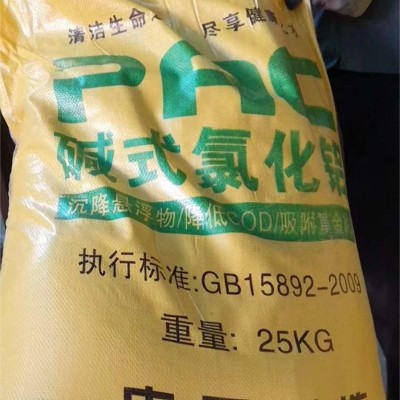 清洁生命 尽享健康
PAC
碱式氯化铝
沉降悬浮物/降低COD/吸附重金
执行标准:GB15892-2009
重量: 25KG